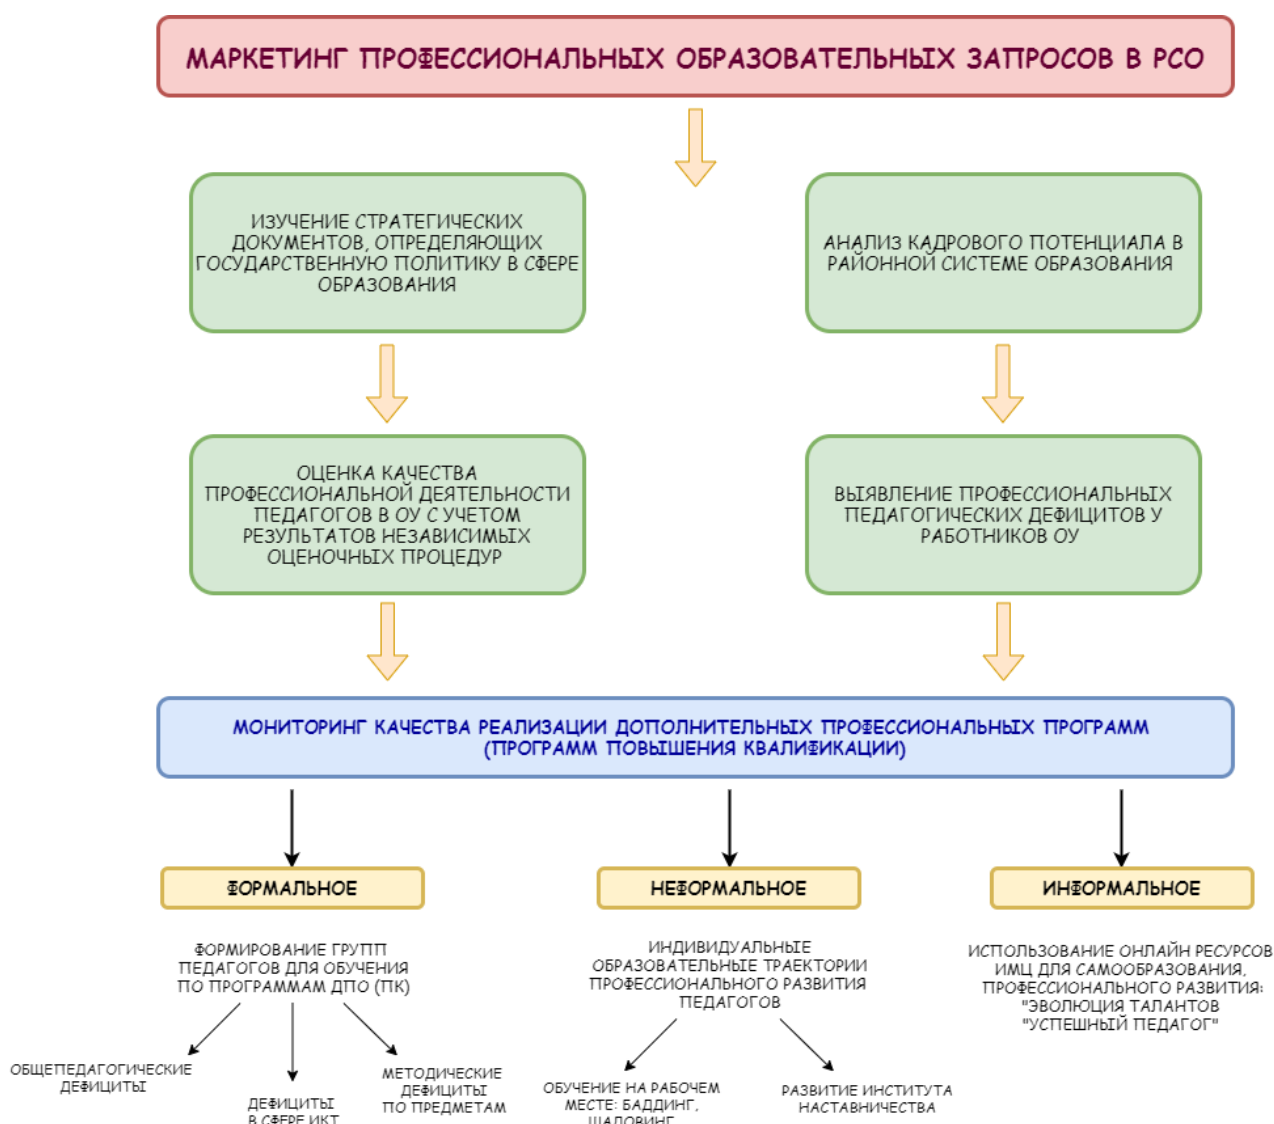 МАРКЕТИНГ ПРОФЕССИОНАЛЬНЫХ ОБРАЗОВАТЕЛЬНЫХ ЗАПРОСОВ В РСО
ИЗУЧЕНИЕ СТРАТЕГИЧЕСКИХ
ДОКУМЕНТОВ, ОПРЕДЕЛЯЮЩИХ
ГОСУДАРСТВЕННУЮ ПОЛИТИКУ В СФЕРЕ
ОБРАЗОВАНИЯ
АНАЛИЗ КАДРОВОГО ПОТЕНЦИАЛА В
РАЙОННОЙ СИСТЕМЕ ОБРАЗОВАНИЯ
ОЦЕНКА КАЧЕСТВА
ПРОФЕССИОНАЛЬНОЙ ДЕЯТЕЛЬНОСТИ
ПЕДАГОГОВ В ОУ С УЧЕТОМ
РЕЗУЛЬТАТОВ НЕЗАВИСИМЫХ
ОЦЕНОЧНЫХ ПРОЦЕДУР
ВЫЯВЛЕНИЕ ПРОФЕССИОНАЛЬНЫХ
ПЕДАГОГИЧЕСКИХ ДЕФИЦИТОВ У
РАБОТНИКОВ ОУ
МОНИТОРИНГ КАЧЕСТВА РЕАЛИЗАЦИИ ДОПОЛНИТЕЛЬНЫХ ПРОФЕССИОНАЛЬНЫХ ПРОГРАММ
(ПРОГРАММ ПОВЫШЕНИЯ КВАЛИФИКАЦИИ)
ФОРМАЛЬНОЕ
НЕФОРМАЛЬНОЕ
ИНФОРМАЛЬНОЕ
ФОРМИРОВАНИЕ ГРУПП
ПЕДАГОГОВ ДЛЯ ОБУЧЕНИЯ
ПО ПРОГРАММАМ ДПО (ПК)
ИНДИВИДУАЛЬНЫЕ
ОБРАЗОВАТЕЛЬНЫЕ ТРАЕКТОРИИ
ПРОФЕССИОНАЛЬНОГО РАЗВИТИЯ
ПЕДАГОГОВ
ИСПОЛЬЗОВАНИЕ ОНЛАЙН РЕСУРСОВ
ИМЦ ДЛЯ САМООБРАЗОВАНИЯ,
ПРОФЕССИОНАЛЬНОГО РАЗВИТИЯ:
"ЭВОЛЮЦИЯ ТАЛАНТОВ
"УСПЕШНЫЙ ПЕДАГОГ"
ОБЩЕПЕДАГОГИЧЕСКИЕ
ДЕФИЦИТЫ
ДЕФИЦИТЫ
В СФЕРЕ ИКТ
МЕТОДИЧЕСКИЕ
ДЕФИЦИТЫ
ПО ПРЕДМЕТАМ
ОБУЧЕНИЕ НА РАБОЧЕМ
МЕСТЕ: БАДДИНГ,
ШАДОВИНГ
РАЗВИТИЕ ИНСТИТУТА
НАСТАВНИЧЕСТВА